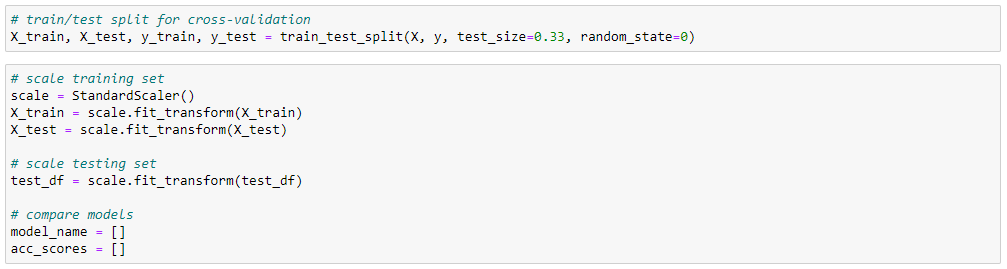 # train/test split for cross-validation
X_train, X_test, y_train, y_test = train_test_split(X, y, test_size=0.33, random_state=0)
# scale training set
scale = StandardScaler()
X_train = scale.fit_transform(X_train)
X_test = scale.fit_transform(X_test)
# scale testing set
test_df = scale.fit_transform(test_df)
# compare models
model_name = []
acc_scores = []